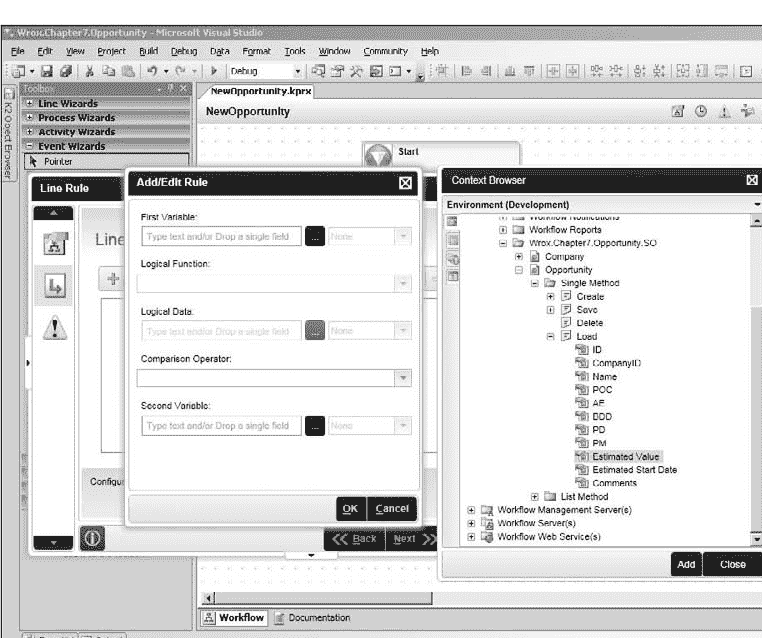 Wrox.Chapter7.Opportunity - Microsoft Visual Studio
File Edit View Project Build Debug Data Format Tools Window Community Help
Debug
Toolbox
NewOpportunity.kprx
Line Wizards
Process Wizards
Activity Wizards
Event Wizards
Pointer
K2 Object Browser
NewOpportunity
Start
Line Rule
Line
Configu
Back Next
Add/Edit Rule
First Variable:
Type text and/or Drop a single field ... None
Logical Function:
Logical Data:
Type text and/or Drop a single field ... None
Comparison Operator:
Second Variable:
Type text and/or Drop a single field ... None
OK Cancel
Context Browser
Environment (Development)
Workflow Notifications
Workflow Reports
Wrox.Chapter7.Opportunity.SO
Company
Opportunity
Single Method
Create
Save
Delete
Load
ID
CompanyID
Name
POC
AE
BDD
PD
PM
Estimated Value
Estimated Start Date
Comments
List Method
Workflow Management Server(s)
Workflow Server(s)
Workflow Web Service(s)
Add Close
Workflow Documentation